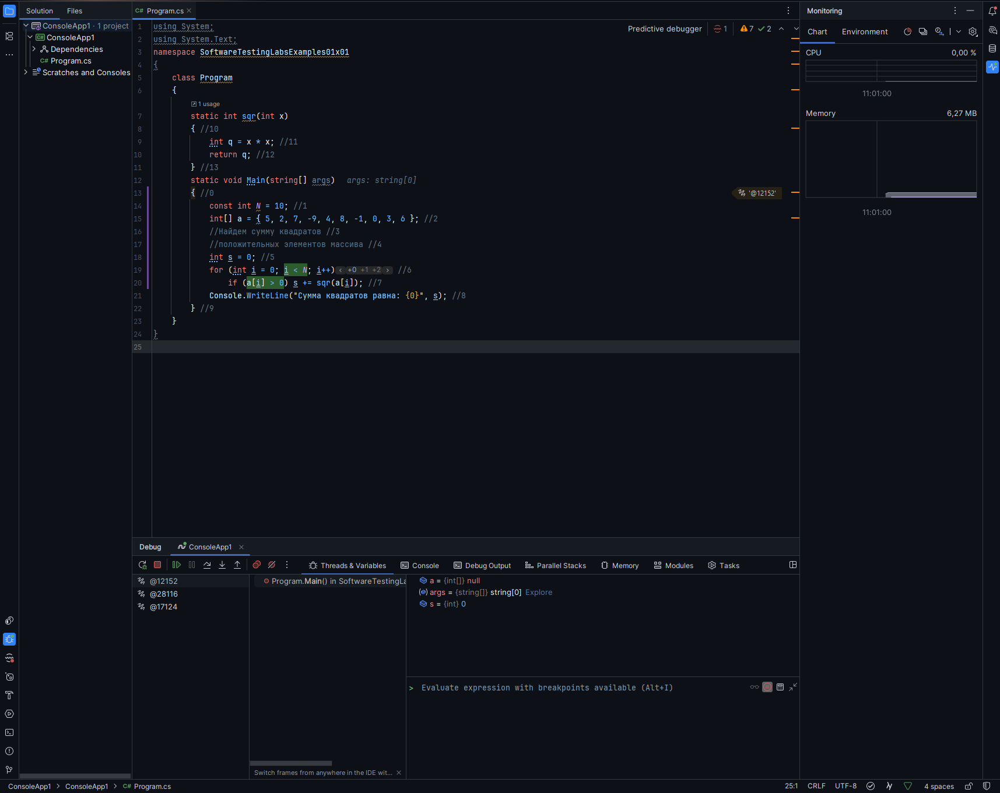 Solution Files
ConsoleApp1 · 1 project
ConsoleApp1
Dependencies
C# Program.cs
Scratches and Consoles
C# Program.cs
Predictive debugger 1 7 2
1 using System;
2 using System.Text;
3 namespace SoftwareTestingLabsExamples01x01
4 {
5 class Program
6 {
1 usage
7 static int sqr(int x)
8 { //10
9 int q = x * x; //11
10 return q; //12
11 } //13
12 static void Main(string[] args) args: string[0]
13 { //0 '@12152'
14 const int N = 10; //1
15 int[] a = { 5, 2, 7, -9, 4, 8, -1, 0, 3, 6 }; //2
16 //Найдем сумму квадратов //3
17 //положительных элементов массива //4
18 int s = 0; //5
19 for (int i = 0; i < N; i++) < +0 +1 +2 > //6
20 if (a[i] > 0) s += sqr(a[i]); //7
21 Console.WriteLine("Сумма квадратов равна: {0}", s); //8
22 } //9
23 }
24 }
25
Monitoring
Chart Environment
CPU 0,00 %
11:01:00
Memory 6,27 MB
11:01:00
Debug ConsoleApp1
Threads & Variables Console Debug Output Parallel Stacks Memory Modules Tasks
@12152
@28116
@17124
Program.Main() in SoftwareTestingLa
Switch frames from anywhere in the IDE wit...
a = {int[]} null
args = {string[]} string[0] Explore
s = {int} 0
> Evaluate expression with breakpoints available (Alt+I)
ConsoleApp1 > ConsoleApp1 > C# Program.cs
25:1 CRLF UTF-8 4 spaces